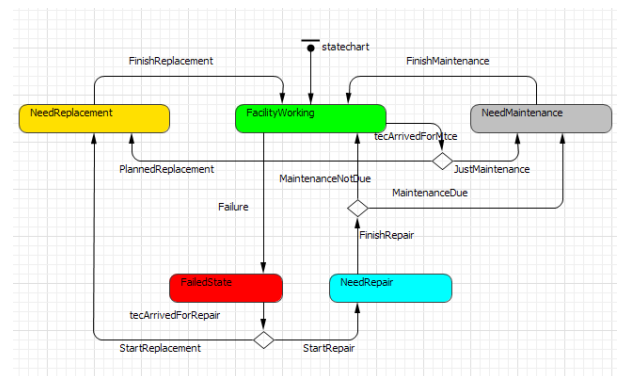 statechart
FinishReplacement
FinishMaintenance
NeedReplacement
FacilityWorking
NeedMaintenance
tecArrivedForMtce
PlannedReplacement
JustMaintenance
MaintenanceNotDue
MaintenanceDue
Failure
FinishRepair
FailedState
NeedRepair
tecArrivedForRepair
StartReplacement
StartRepair